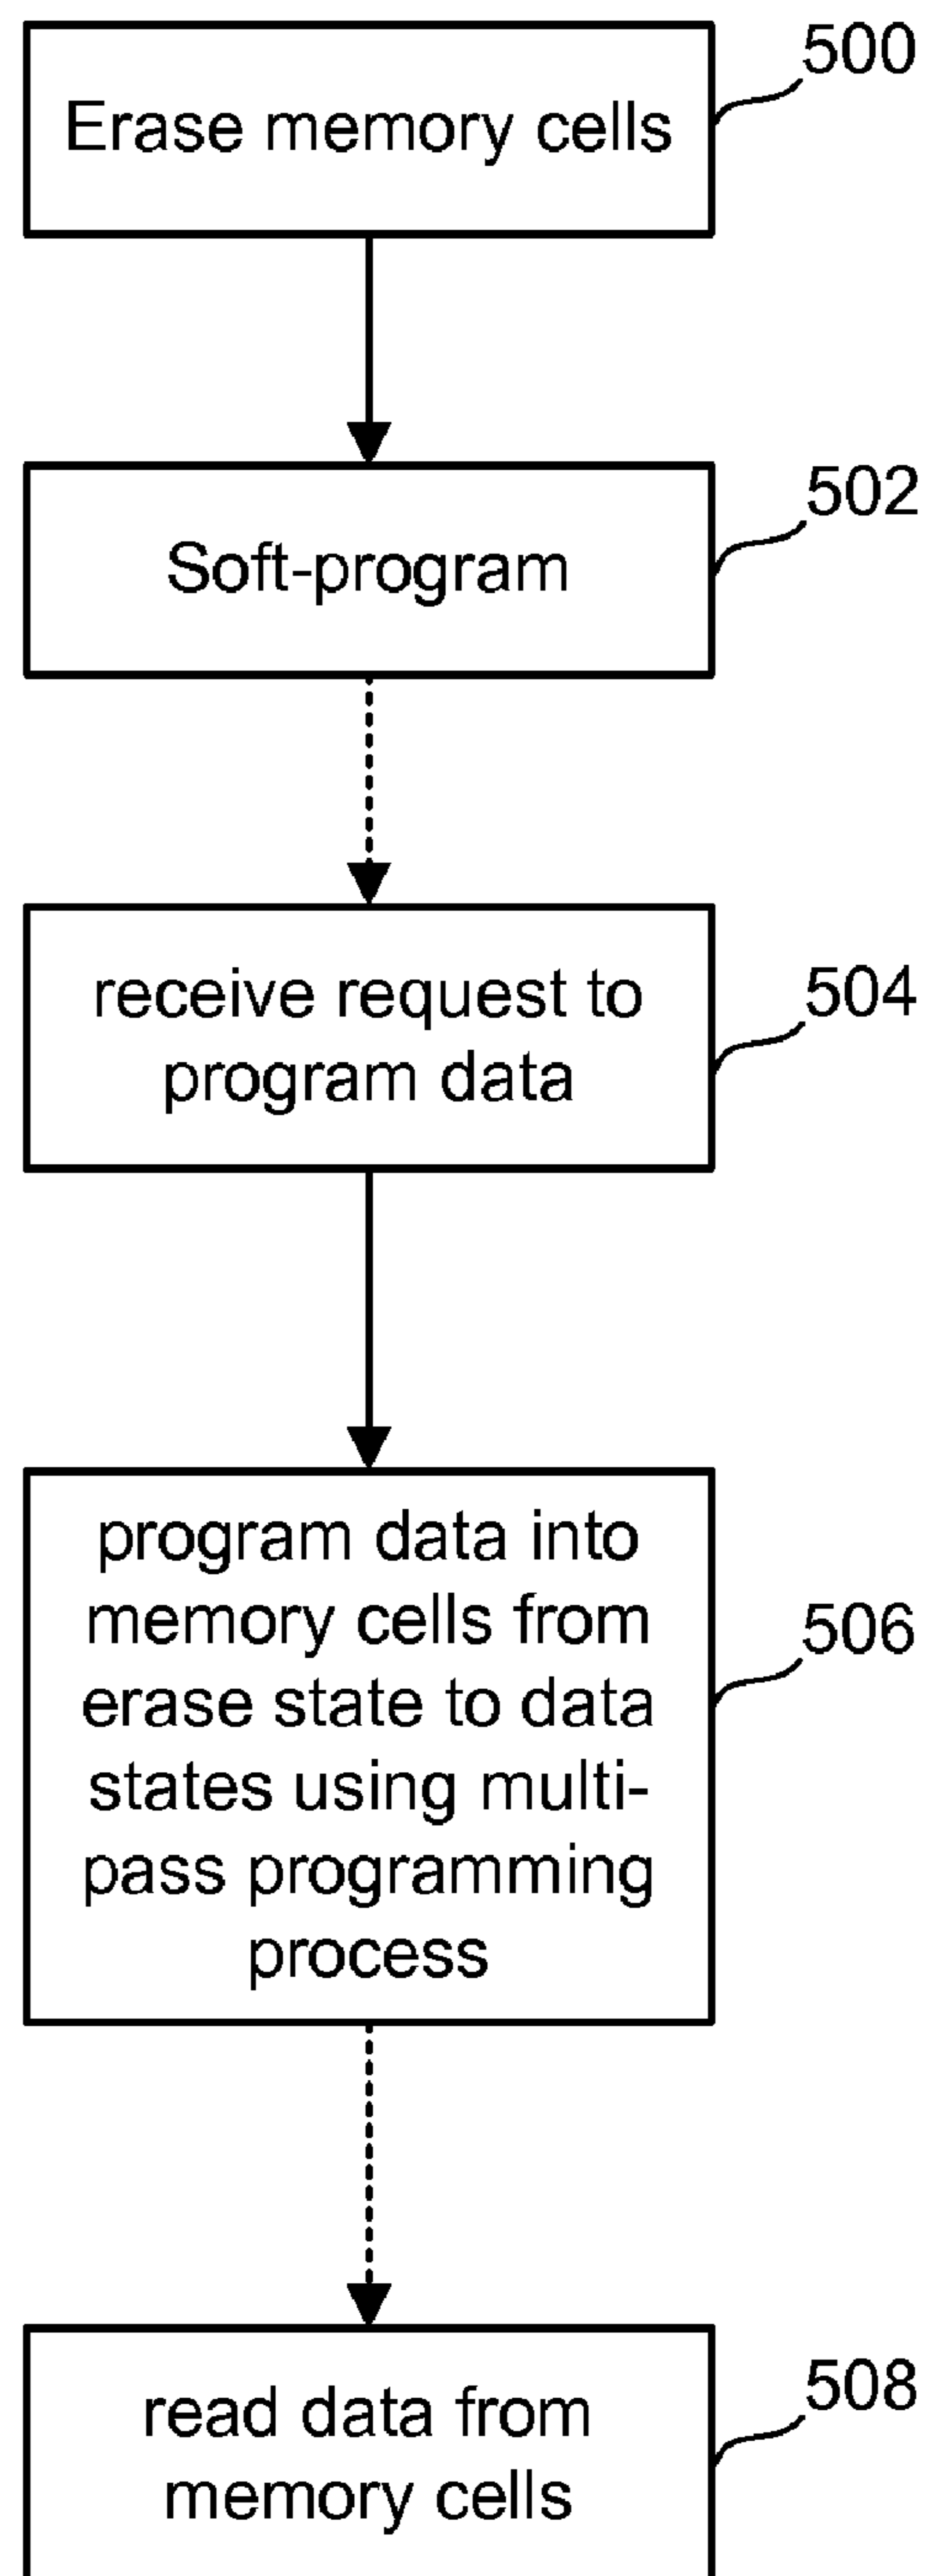 500
Erase memory cells
502
Soft-program
504
receive request to
program data
506
program data into
memory cells from
erase state to data
states using multi-
pass programming
process
508
read data from
memory cells